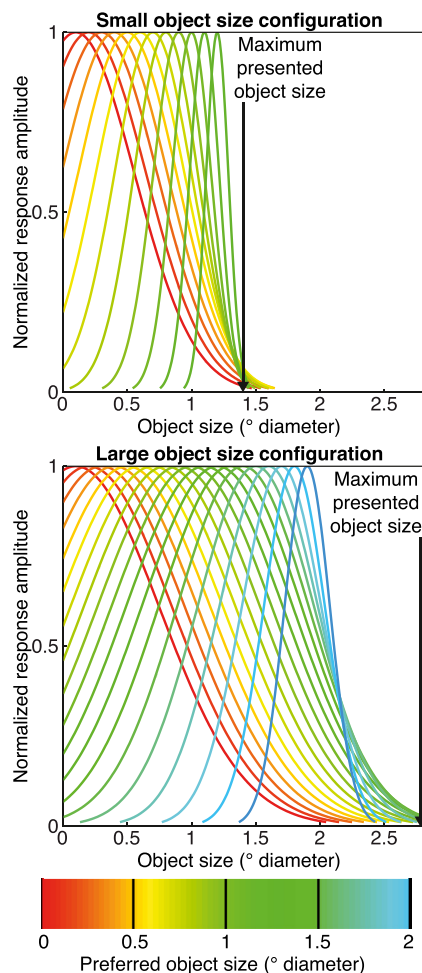 Small object size configuration
Maximum
presented
object size
Normalized response amplitude
1
0.5
0
0 0.5 1 1.5 2 2.5
Object size (° diameter)
Large object size configuration
Maximum
presented
object size
Normalized response amplitude
1
0.5
0
0 0.5 1 1.5 2 2.5
Object size (° diameter)
0 0.5 1 1.5 2
Preferred object size (° diameter)